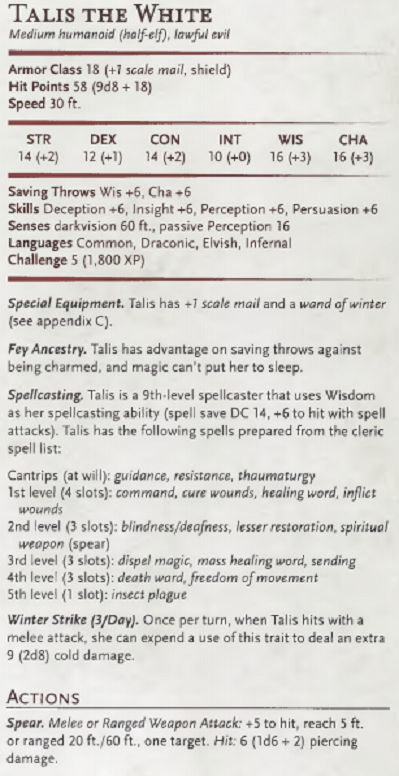 TALIS THE WHITE
Medium humanoid (half-elf), lawful evil
Armor Class 18 (+1 scale mail, shield)
Hit Points 58 (9d8 + 18)
Speed 30 ft.
STR DEX CON INT WIS CHA
14 (+2) 12 (+1) 14 (+2) 10 (+0) 16 (+3) 16 (+3)
Saving Throws Wis +6, Cha +6
Skills Deception +6, Insight +6, Perception +6, Persuasion +6
Senses darkvision 60 ft., passive Perception 16
Languages Common, Draconic, Elvish, Infernal
Challenge 5 (1,800 XP)
Special Equipment. Talis has +1 scale mail and a wand of winter
(see appendix C).
Fey Ancestry. Talis has advantage on saving throws against
being charmed, and magic can't put her to sleep.
Spellcasting. Talis is a 9th-level spellcaster that uses Wisdom
as her spellcasting ability (spell save DC 14, +6 to hit with spell
attacks). Talis has the following spells prepared from the cleric
spell list:
Cantrips (at will): guidance, resistance, thaumaturgy
1st level (4 slots): command, cure wounds, healing word, inflict
wounds
2nd level (3 slots): blindness/deafness, lesser restoration, spiritual
weapon (spear)
3rd level (3 slots): dispel magic, mass healing word, sending
4th level (3 slots): death ward, freedom of movement
5th level (1 slot): insect plague
Winter Strike (3/Day). Once per turn, when Talis hits with a
melee attack, she can expend a use of this trait to deal an extra
9 (2d8) cold damage.
ACTIONS
Spear. Melee or Ranged Weapon Attack: +5 to hit, reach 5 ft.
or ranged 20 ft./60 ft., one target. Hit: 6 (1d6 + 2) piercing
damage.